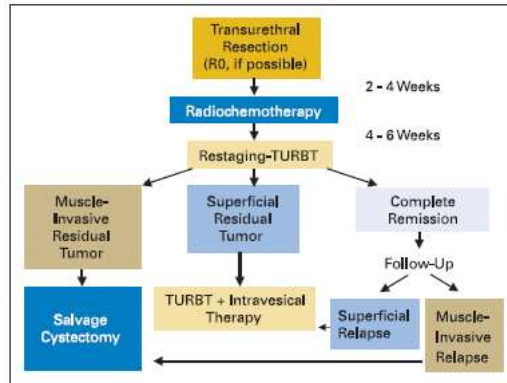 Transurethral
Resection
(R0, if possible)
2 - 4 Weeks
Radiochemotherapy
4 - 6 Weeks
Restaging-TURBT
Muscle-
Invasive
Residual
Tumor
Superficial
Residual
Tumor
Complete
Remission
Follow-Up
Salvage
Cystectomy
TURBT + Intravesical
Therapy
Superficial
Relapse
Muscle-
Invasive
Relapse